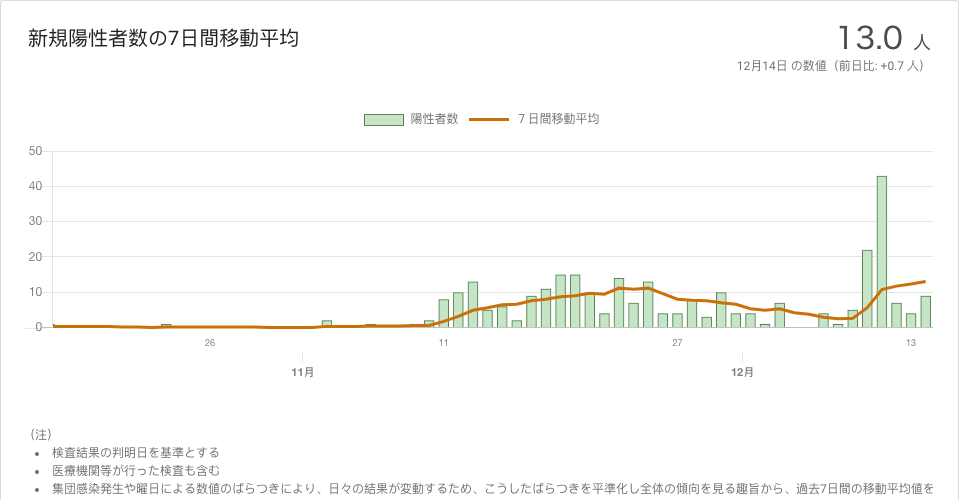 新規陽性者数の7日間移動平均
13.0 人
12月14日 の数値（前日比: +0.7 人）
陽性者数 7 日間移動平均
50
40
30
20
10
0
26 11 27 13
11月 12月
（注）
• 検査結果の判明日を基準とする
• 医療機関等が行った検査も含む
• 集団感染発生や曜日による数値のばらつきにより、日々の結果が変動するため、こうしたばらつきを平準化し全体の傾向を見る趣旨から、過去7日間の移動平均値を